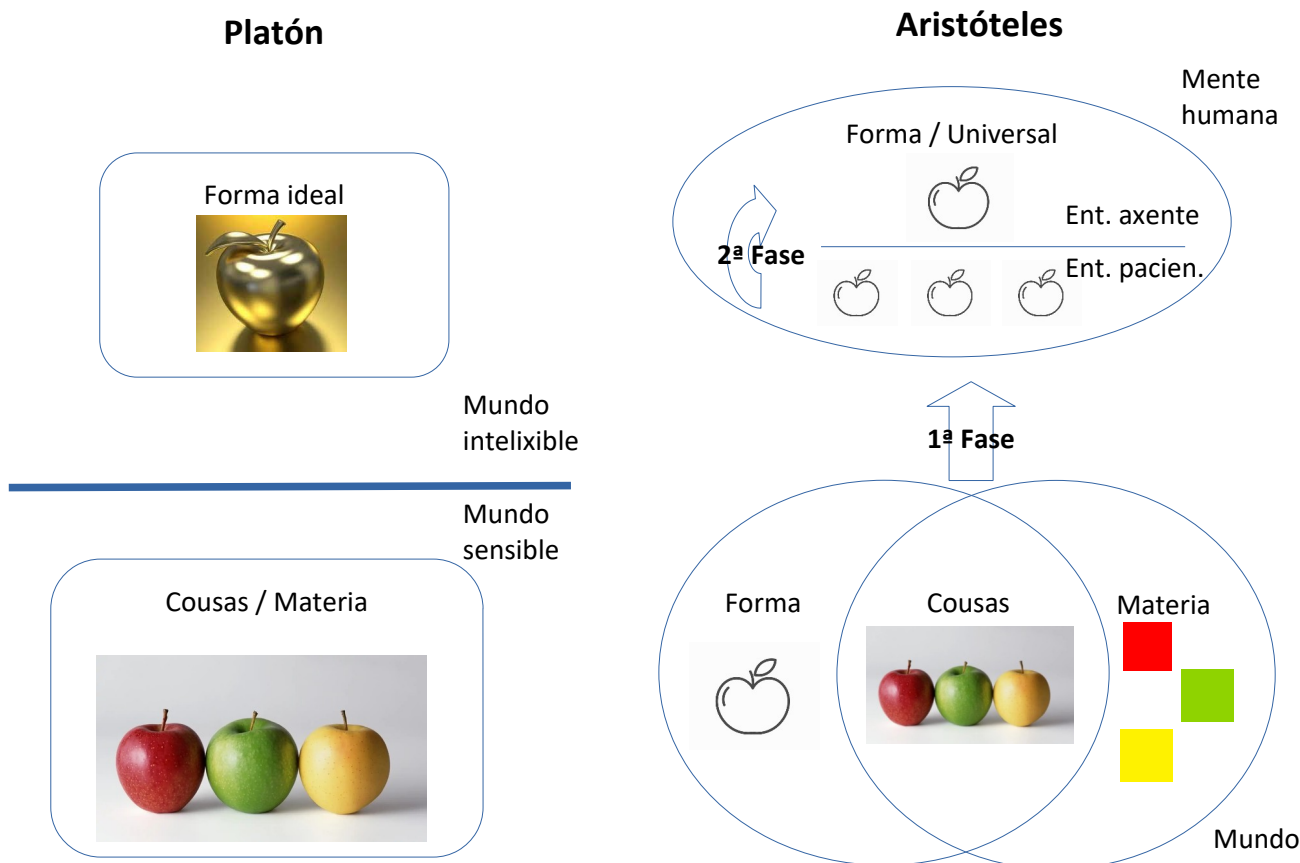 Platón
Forma ideal
Mundo
intelixible
Mundo
sensible
Cousas / Materia
Aristóteles
Mente
humana
Forma / Universal
Ent. axente
2ª Fase
Ent. pacien.
1ª Fase
Forma
Cousas
Materia
Mundo